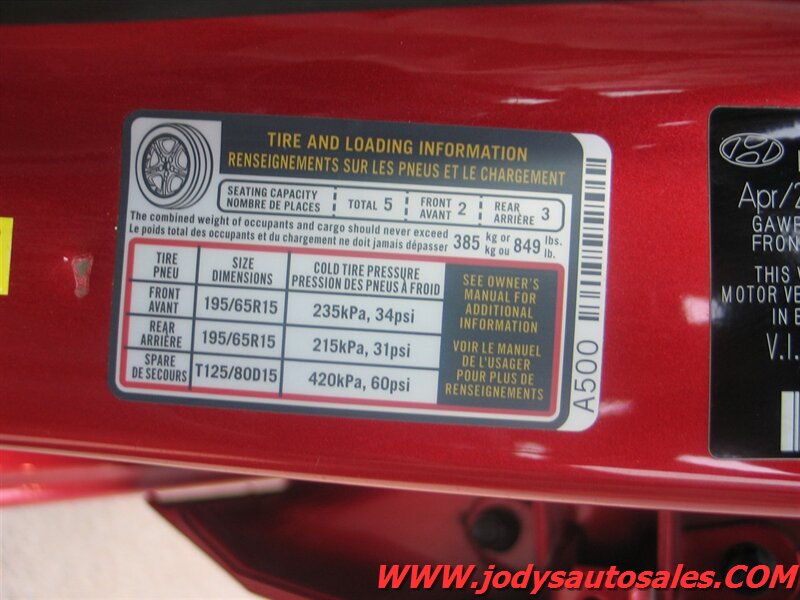 TIRE AND LOADING INFORMATION
RENSEIGNEMENTS SUR LES PNEUS ET LE CHARGEMENT
SEATING CAPACITY
NOMBRE DE PLACES
TOTAL 5
FRONT
AVANT 2
REAR
ARRIÈRE 3
The combined weight of occupants and cargo should never exceed
Le poids total des occupants et du chargement ne doit jamais dépasser
385 kg or 849 lbs.
kg ou lb.
TIRE
PNEU
SIZE
DIMENSIONS
COLD TIRE PRESSURE
PRESSION DES PNEUS À FROID
FRONT
AVANT
195/65R15
235kPa, 34psi
REAR
ARRIÈRE
195/65R15
215kPa, 31psi
SPARE
DE SECOURS
T125/80D15
420kPa, 60psi
SEE OWNER'S
MANUAL FOR
ADDITIONAL
INFORMATION
VOIR LE MANUEL
DE L'USAGER
POUR PLUS DE
RENSEIGNEMENTS
A500
Apr/2
GAWR
FRON
THIS V
MOTOR VE
IN E
V.I.
WWW.jodysautosales.COM